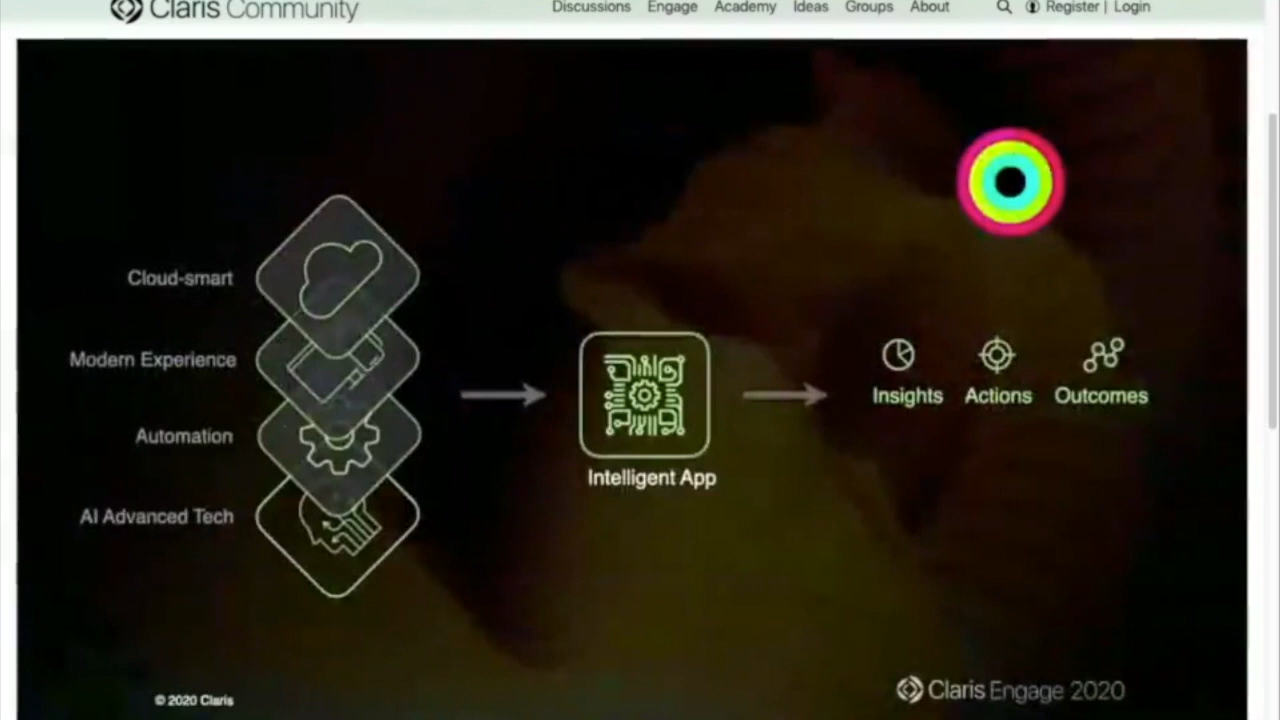 Claris Community
Discussions Engage Academy Ideas Groups About Register | Login
Cloud-smart
Modern Experience
Automation
AI Advanced Tech
Intelligent App
Insights Actions Outcomes
© 2020 Claris
Claris Engage 2020